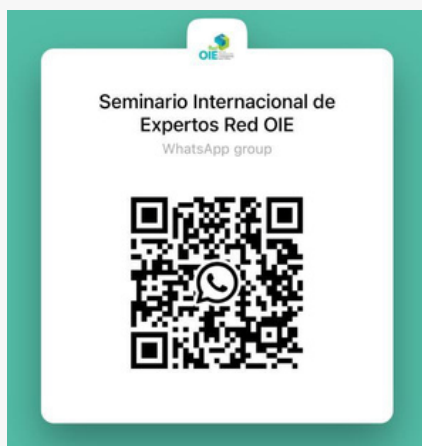 OIE
Seminario Internacional de
Expertos Red OIE
WhatsApp group